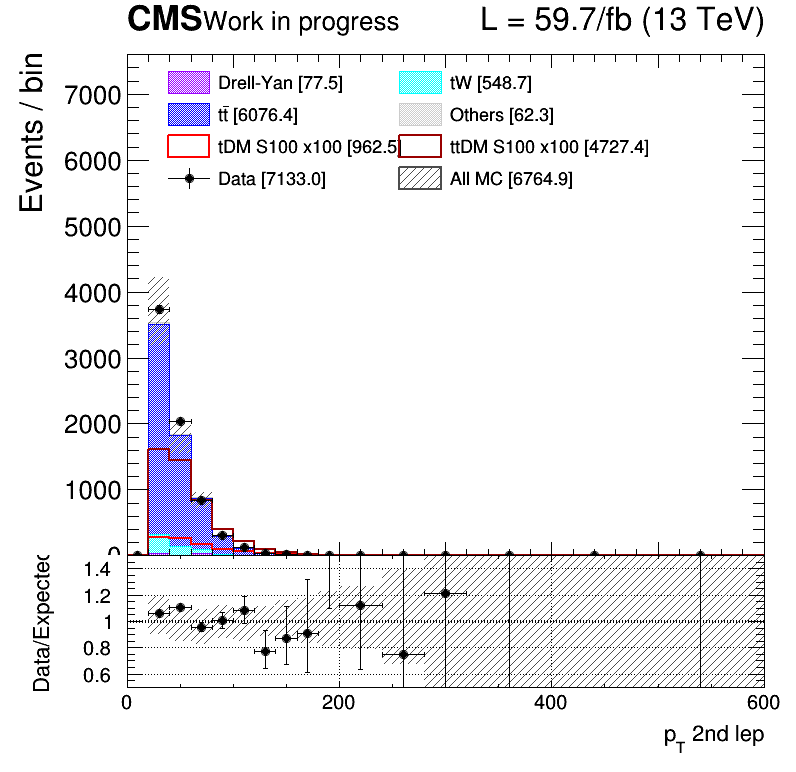 CMS Work in progress L = 59.7/fb (13 TeV)
Events / bin
7000
6000
5000
4000
3000
2000
1000
0
Drell-Yan [77.5] tW [548.7]
tt̄ [6076.4] Others [62.3]
tDM S100 x100 [962.5] ttDM S100 x100 [4727.4]
Data [7133.0] All MC [6764.9]
Data/Expected
1.4
1.2
1
0.8
0.6
0 200 400 600
pT 2nd lep